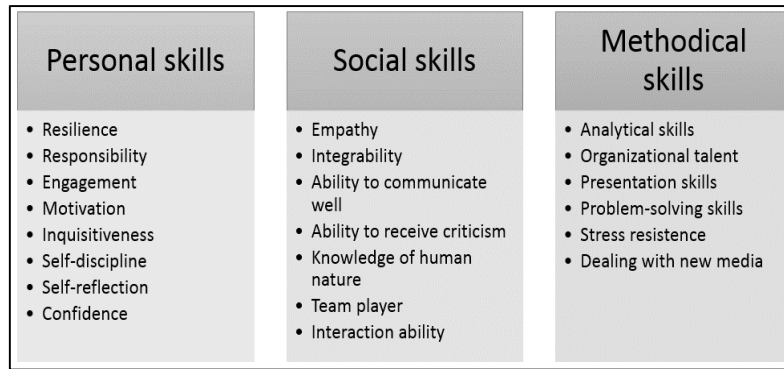 Personal skills
• Resilience
• Responsibility
• Engagement
• Motivation
• Inquisitiveness
• Self-discipline
• Self-reflection
• Confidence
Social skills
• Empathy
• Integrability
• Ability to communicate
well
• Ability to receive criticism
• Knowledge of human
nature
• Team player
• Interaction ability
Methodical
skills
• Analytical skills
• Organizational talent
• Presentation skills
• Problem-solving skills
• Stress resistence
• Dealing with new media